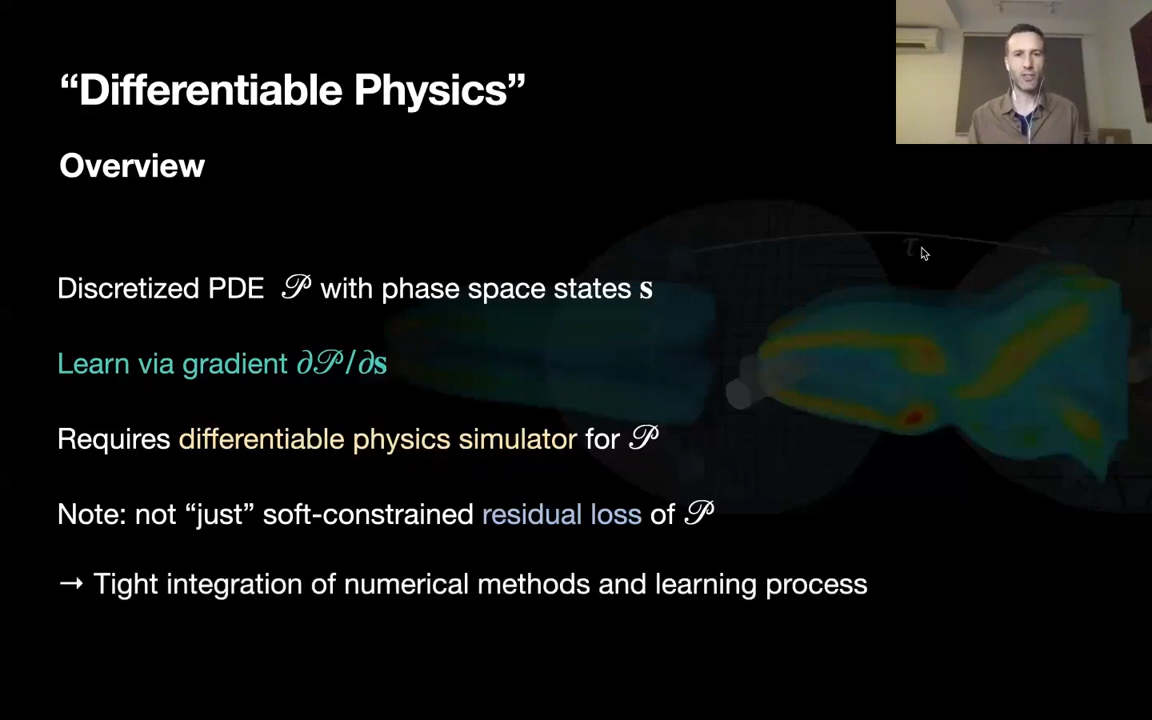 “Differentiable Physics”
Overview
τ
Discretized PDE 𝒫 with phase space states s
Learn via gradient ∂𝒫/∂s
Requires differentiable physics simulator for 𝒫
Note: not “just” soft-constrained residual loss of 𝒫
→ Tight integration of numerical methods and learning process